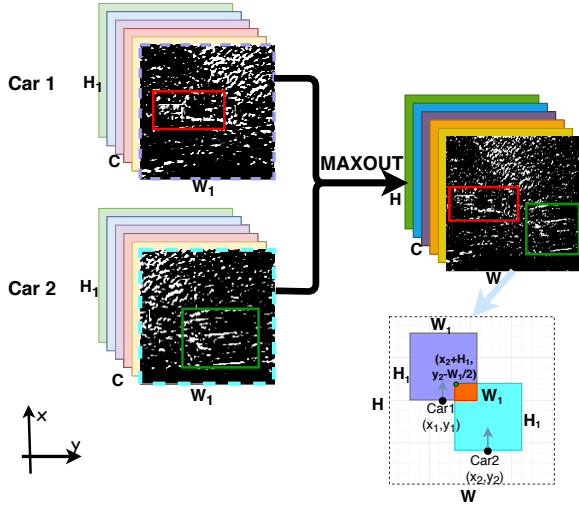 Car 1
H1
C
W1
MAXOUT
H
C
W
Car 2
H1
C
W1
x
y
W1
(x₂+H₁,
y₂-W₁/2)
H1
W1
H
Car1
(x₁,y₁)
H1
Car2
(x₂,y₂)
W